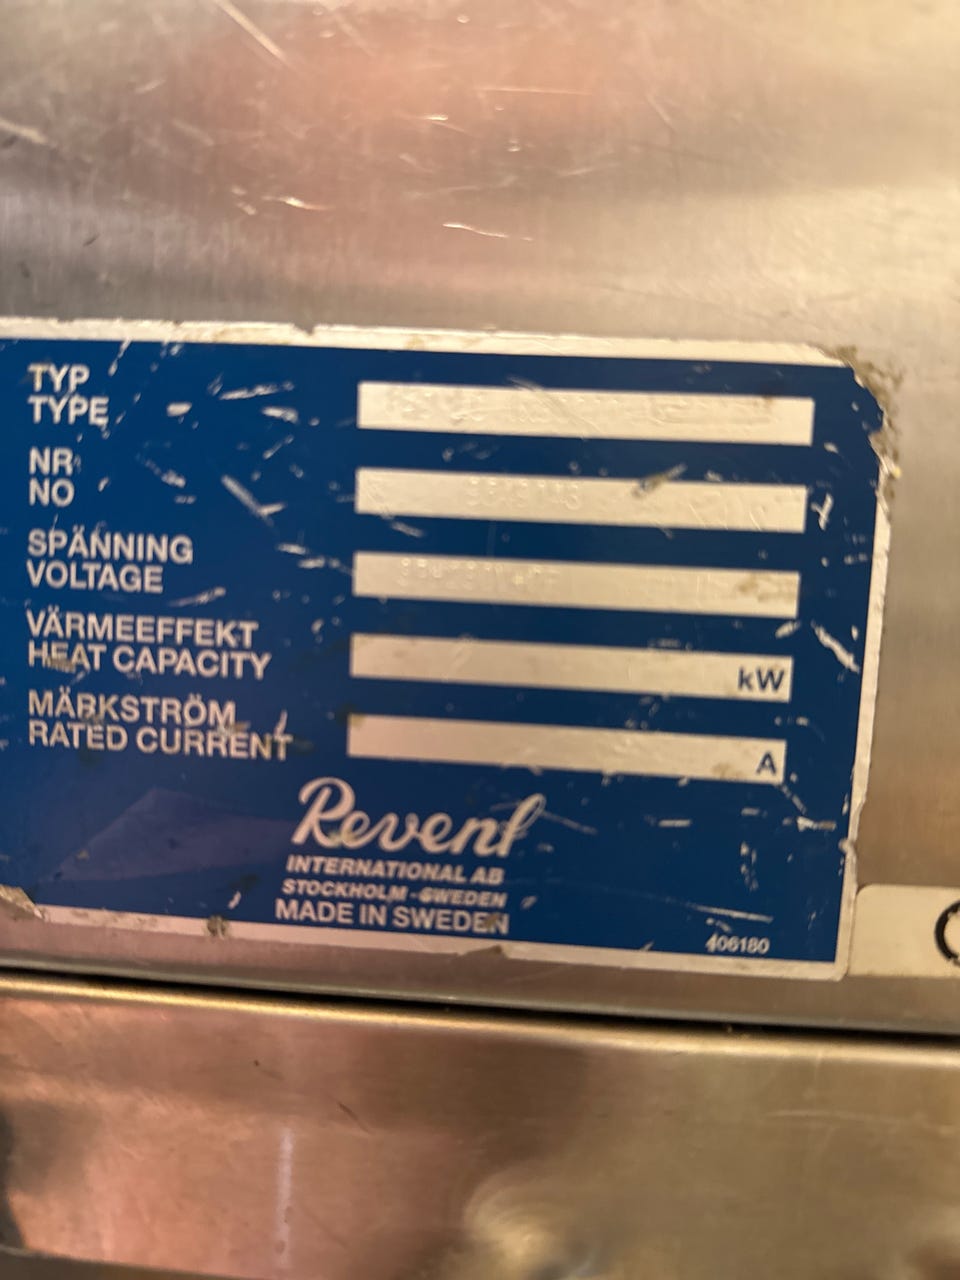 TYP
TYPE
NR
NO
SPÄNNING
VOLTAGE
VÄRMEEFFEKT
HEAT CAPACITY
kW
MÄRKSTRÖM
RATED CURRENT
A
Revent
INTERNATIONAL AB
STOCKHOLM - SWEDEN
MADE IN SWEDEN
406180